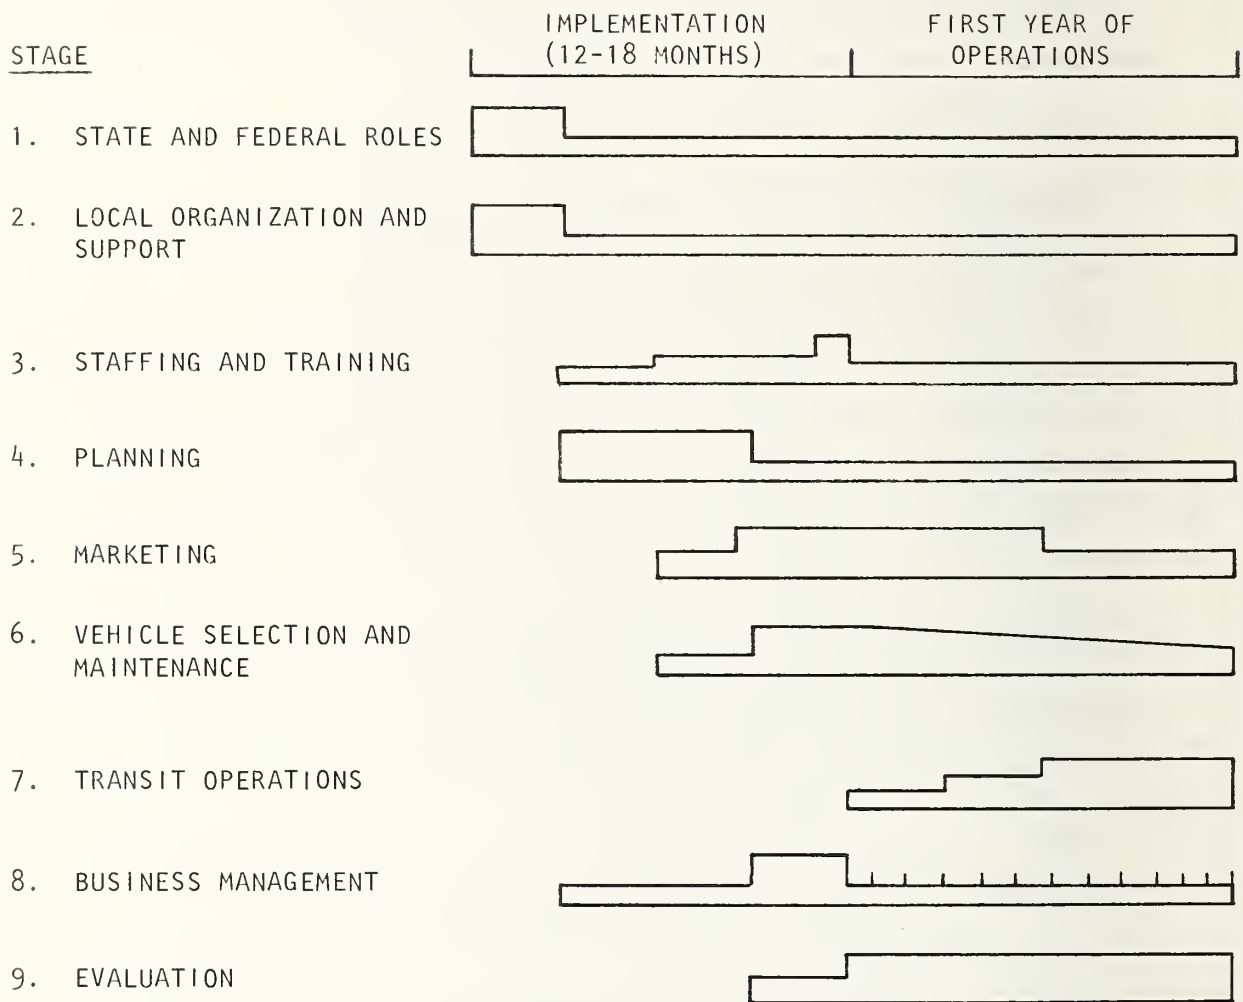 IMPLEMENTATION
(12-18 MONTHS)
FIRST YEAR OF
OPERATIONS
STAGE
1. STATE AND FEDERAL ROLES
2. LOCAL ORGANIZATION AND
SUPPORT
3. STAFFING AND TRAINING
4. PLANNING
5. MARKETING
6. VEHICLE SELECTION AND
MAINTENANCE
7. TRANSIT OPERATIONS
8. BUSINESS MANAGEMENT
9. EVALUATION